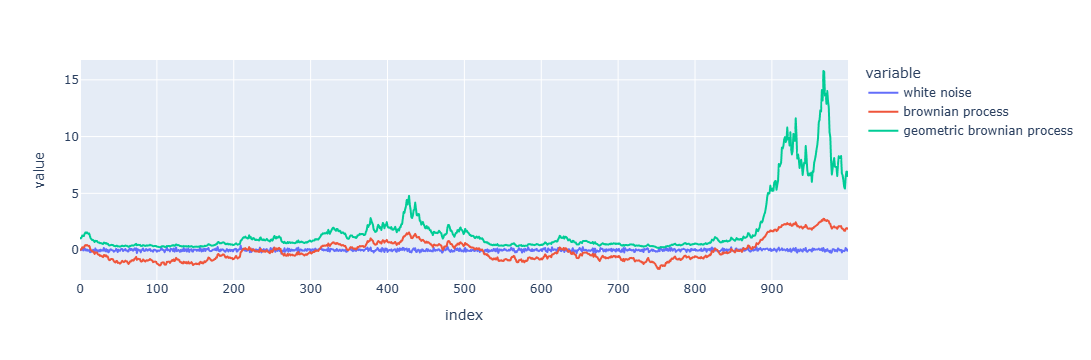 variable
white noise
brownian process
geometric brownian process
value
15
10
5
0
0 100 200 300 400 500 600 700 800 900
index